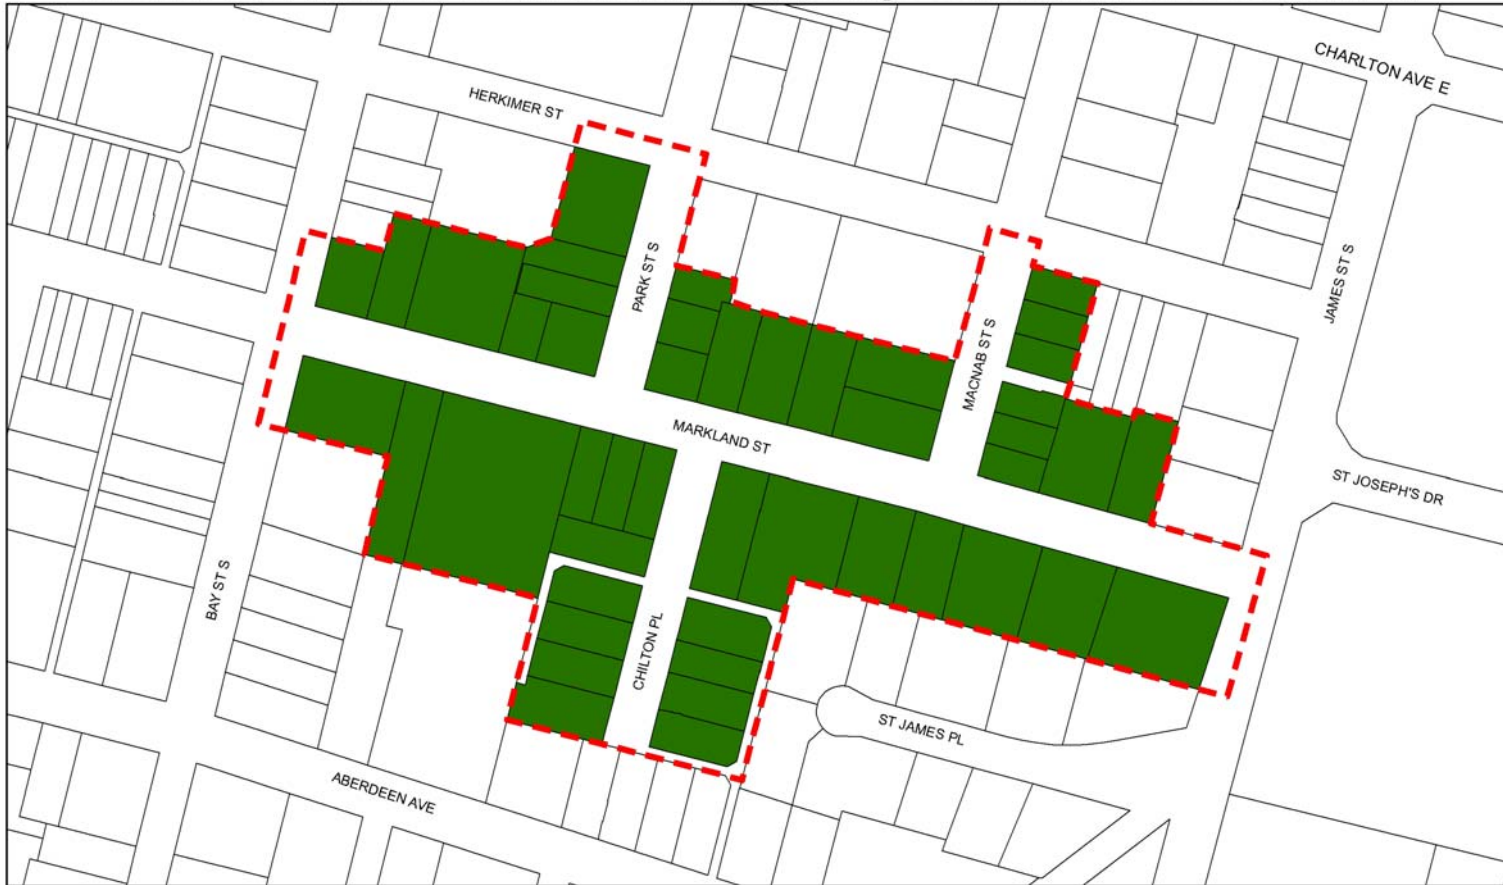 CHARLTON AVE E
HERKIMER ST
PARK ST S
JAMES ST S
MACNAB ST S
MARKLAND ST
ST JOSEPH'S DR
BAY ST S
CHILTON PL
ST JAMES PL
ABERDEEN AVE